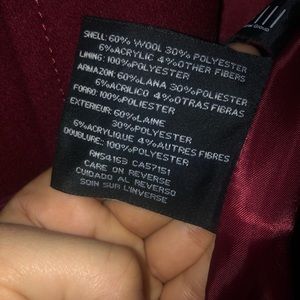 SHELL: 60% WOOL 30% POLYESTER
6%ACRYLIC 4%OTHER FIBERS
LINING: 100%POLYESTER
ARMAZON: 60%LANA 30%POLIESTER
6%ACRILICO 4%OTRAS FIBRAS
FORRO: 100%POLIESTER
EXTERIEUR: 60%LAINE
30%POLYESTER
6%ACRYLIQUE 4%AUTRES FIBRES
DOUBLURE.: 100%POLYESTER
RN54163 CA57151
CARE ON REVERSE
CUIDADO AL REVERSO
SOIN SUR L'INVERSE